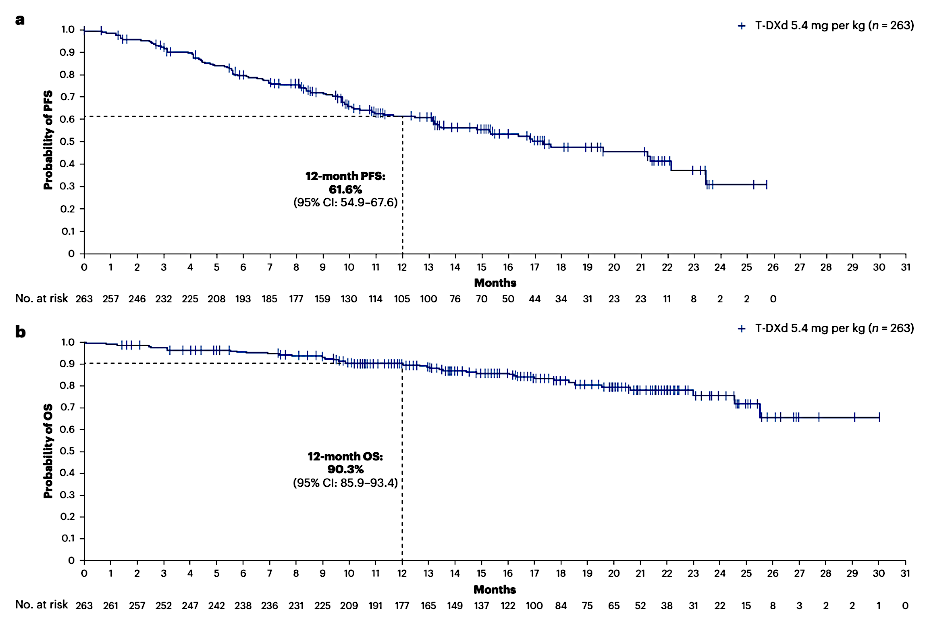 a
T-DXd 5.4 mg per kg (n = 263)
Probability of PFS
1.0
0.9
0.8
0.7
0.6
0.5
0.4
0.3
0.2
0.1
0
12-month PFS:
61.6%
(95% CI: 54.9–67.6)
0 1 2 3 4 5 6 7 8 9 10 11 12 13 14 15 16 17 18 19 20 21 22 23 24 25 26 27 28 29 30 31
Months
No. at risk 263 257 246 232 225 208 193 185 177 159 130 114 105 100 76 70 50 44 34 31 23 23 11 8 2 2 0
b
T-DXd 5.4 mg per kg (n = 263)
Probability of OS
1.0
0.9
0.8
0.7
0.6
0.5
0.4
0.3
0.2
0.1
0
12-month OS:
90.3%
(95% CI: 85.9–93.4)
0 1 2 3 4 5 6 7 8 9 10 11 12 13 14 15 16 17 18 19 20 21 22 23 24 25 26 27 28 29 30 31
Months
No. at risk 263 261 257 252 247 242 238 236 231 225 209 191 177 165 149 137 122 100 84 75 65 52 38 31 22 15 8 3 2 2 1 0